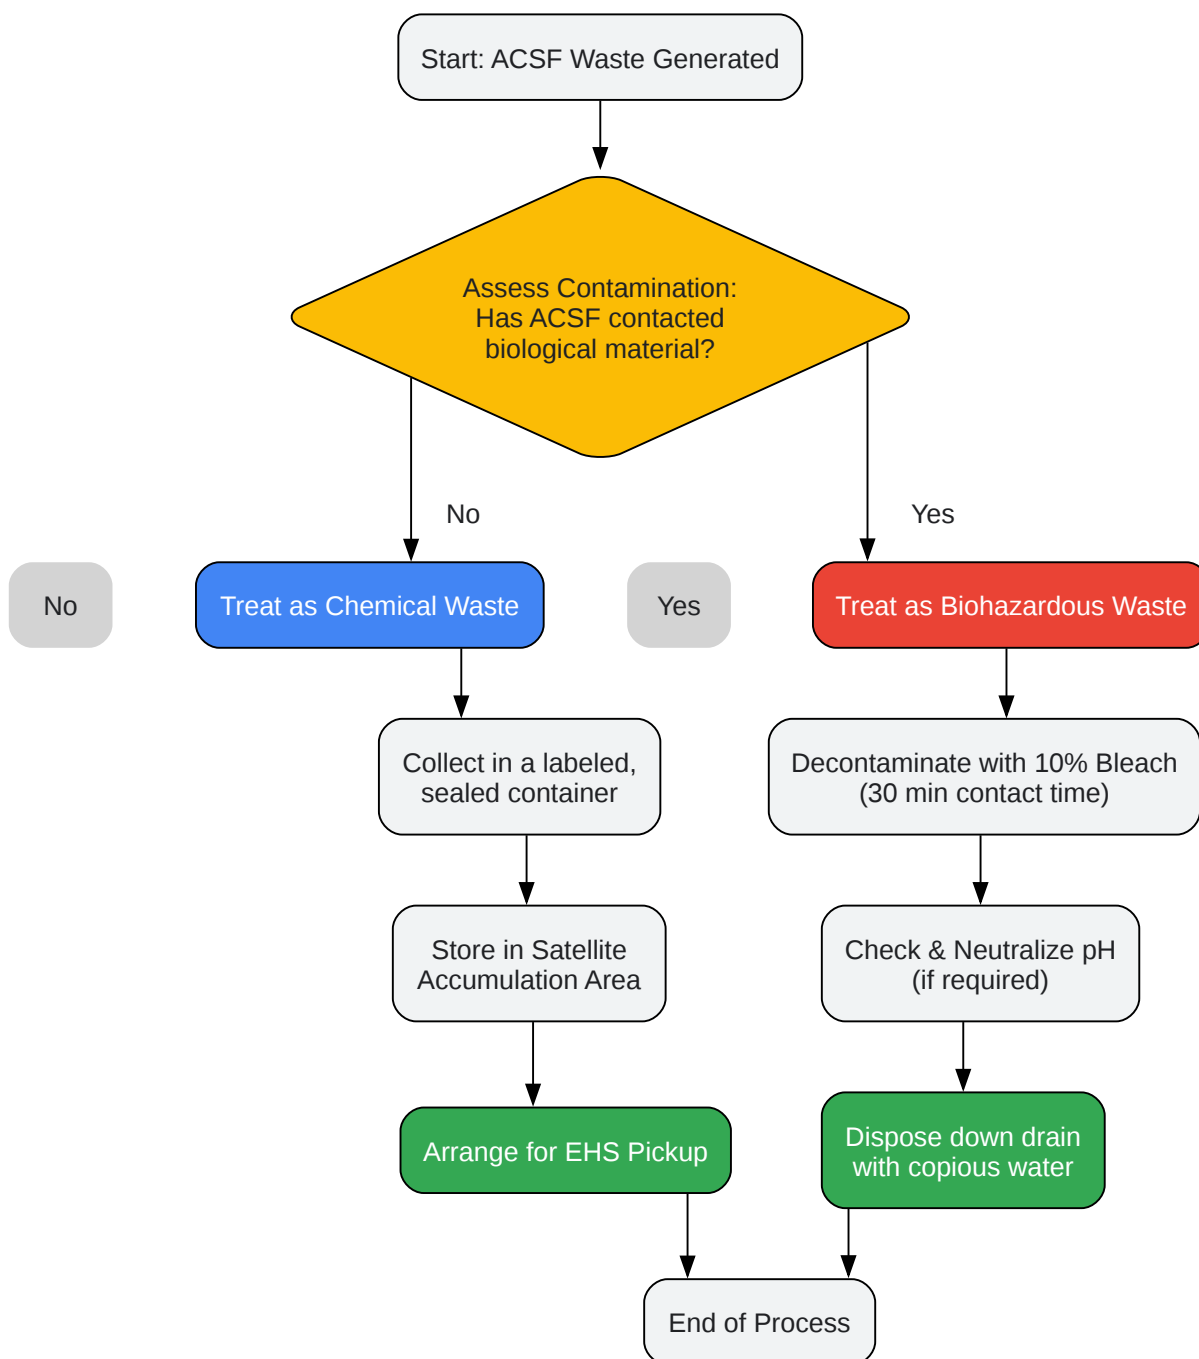 Start: ACSF Waste Generated
Assess Contamination:
Has ACSF contacted
biological material?
No
Yes
No
Treat as Chemical Waste
Yes
Treat as Biohazardous Waste
Collect in a labeled,
sealed container
Decontaminate with 10% Bleach
(30 min contact time)
Store in Satellite
Accumulation Area
Check & Neutralize pH
(if required)
Arrange for EHS Pickup
Dispose down drain
with copious water
End of Process